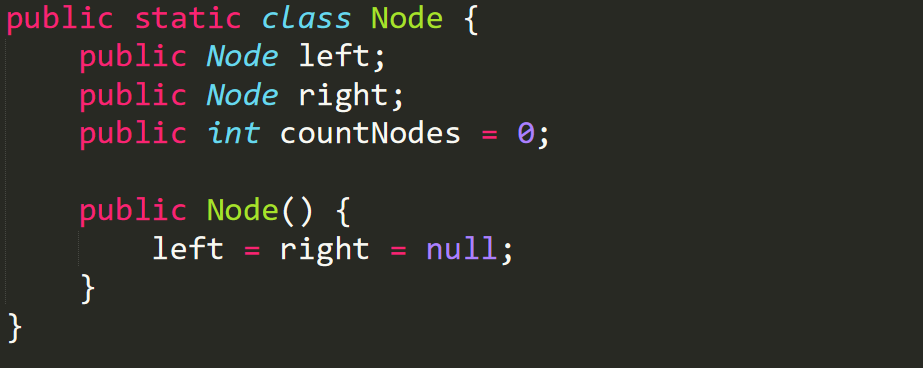 public static class Node {
    public Node left;
    public Node right;
    public int countNodes = 0;

    public Node() {
        left = right = null;
    }
}